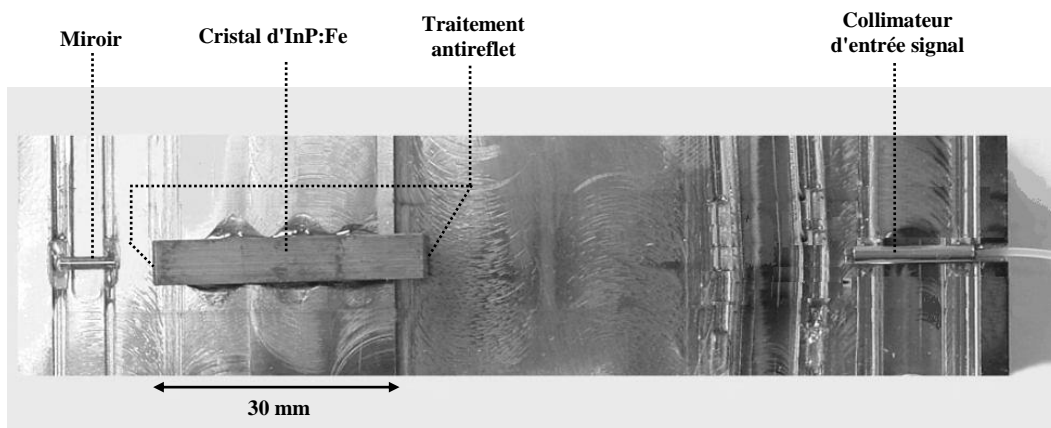 Miroir
Cristal d'InP:Fe
Traitement
antireflet
Collimateur
d'entrée signal
30 mm